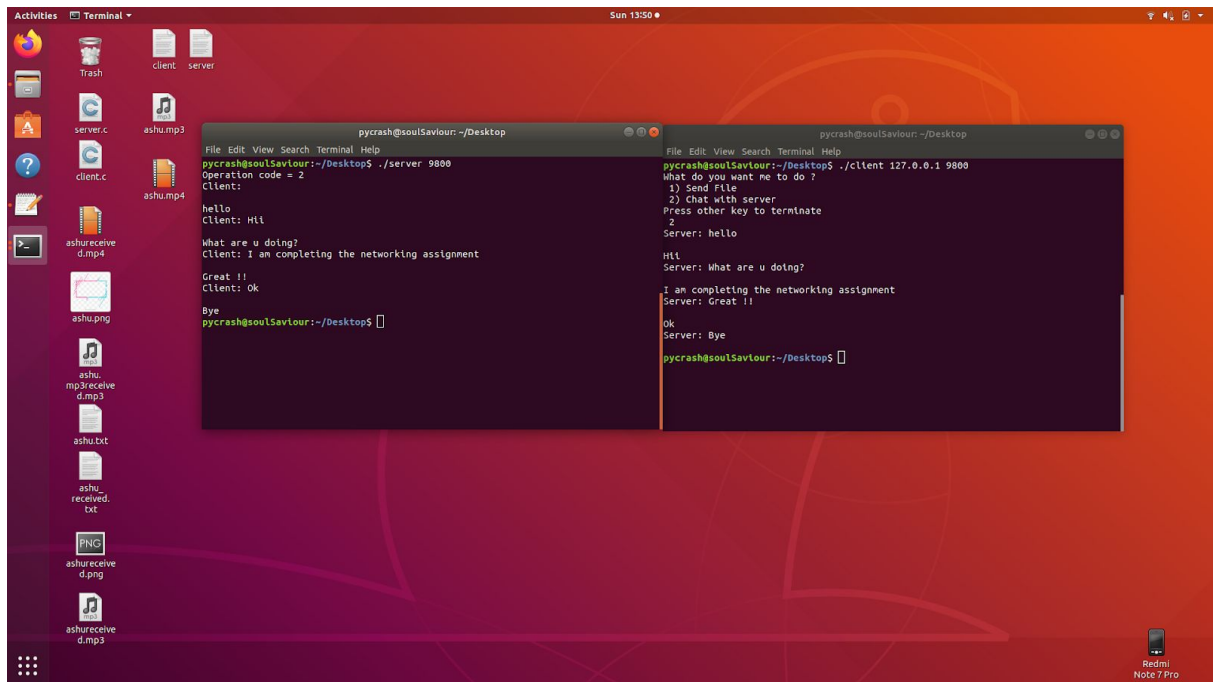 Activities Terminal Sun 13:50
Trash
client
server
server.c
ashu.mp3
client.c
ashu.mp4
ashureceive
d.mp4
ashu.png
ashu.
mp3receive
d.mp3
ashu.txt
ashu_
received.
txt
PNG
ashureceive
d.png
mp3
ashureceive
d.mp3
pycrash@soulSaviour: ~/Desktop
File Edit View Search Terminal Help
pycrash@soulSaviour:~/Desktop$ ./server 9800
Operation code = 2
Client:
hello
Client: Hii
What are u doing?
Client: I am completing the networking assignment
Great !!
Client: Ok
Bye
pycrash@soulSaviour:~/Desktop$
pycrash@soulSaviour: ~/Desktop
File Edit View Search Terminal Help
pycrash@soulSaviour:~/Desktop$ ./client 127.0.0.1 9800
What do you want me to do ?
1) Send File
2) Chat with server
Press other key to terminate
2
Server: hello
Hii
Server: What are u doing?
I am completing the networking assignment
Server: Great !!
Ok
Server: Bye
pycrash@soulSaviour:~/Desktop$
Redmi
Note 7 Pro